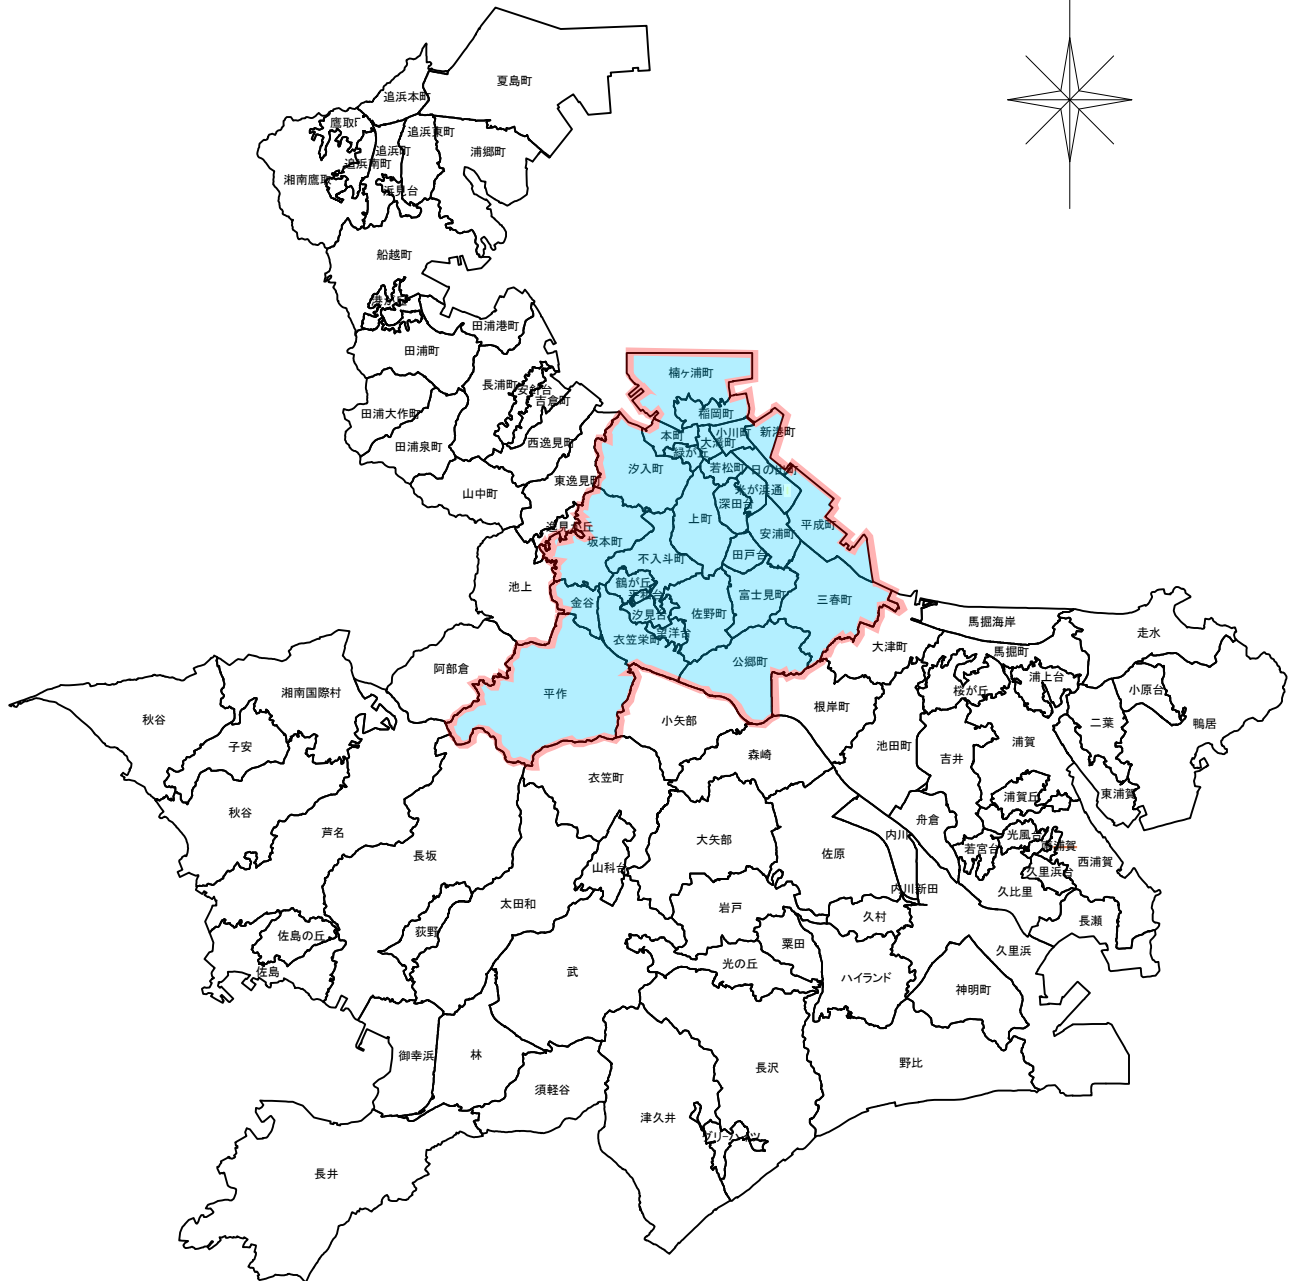 夏島町
追浜本町
鷹取町
追浜東町
追浜町
浦郷町
追浜南町
湘南鷹取
浜見台
船越町
港が丘
田浦港町
田浦町
楠ヶ浦町
長浦町
安針台
吉倉町
田浦大作町
稲岡町
田浦泉町
西逸見町
本町
小川町
新港町
大滝町
緑が丘
汐入町
若松町
日の出町
東逸見町
山中町
米が浜通
深田台
逸見が丘
上町
平成町
安浦町
坂本町
不入斗町
田戸台
池上
鶴が丘
平和台
金谷
富士見町
三春町
汐見台
佐野町
馬堀海岸
走水
衣笠栄町
望洋台
大津町
馬堀町
公郷町
阿部倉
浦上台
小原台
湘南国際村
平作
桜が丘
秋谷
小矢部
根岸町
二葉
鴨居
子安
森崎
池田町
吉井
浦賀
衣笠町
東浦賀
浦賀丘
秋谷
芦名
舟倉
大矢部
内川
光風台
長坂
佐原
若宮台
西浦賀
山科台
久里浜台
内川新田
久比里
太田和
岩戸
久村
長瀬
荻野
佐島の丘
粟田
久里浜
佐島
武
光の丘
ハイランド
神明町
御幸浜
林
野比
長沢
須軽谷
津久井
グリーンハイツ
長井